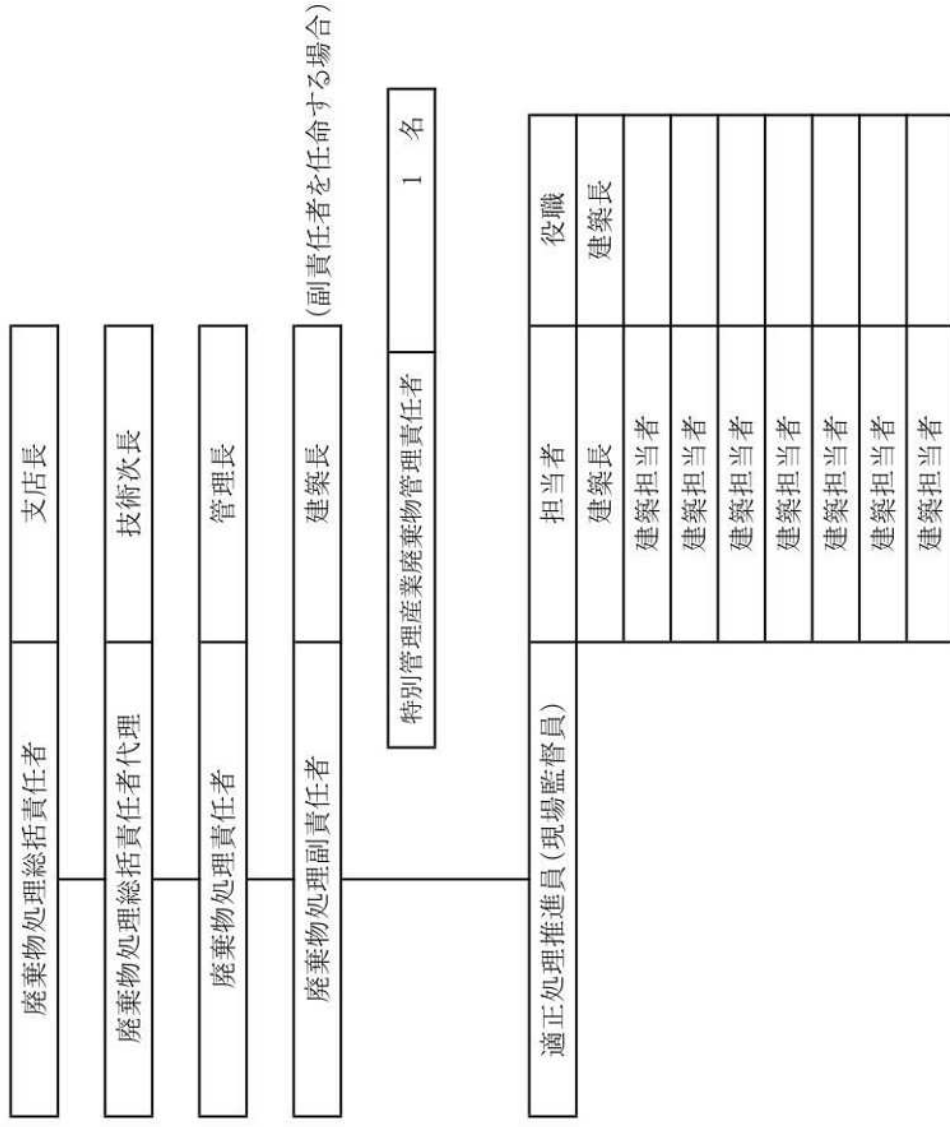 廃棄物処理総括責任者 支店長
廃棄物処理総括責任者代理 技術次長
廃棄物処理責任者 管理長
廃棄物処理副責任者 建築長 (副責任者を任命する場合)
特別管理産業廃棄物管理責任者 1 名
適正処理推進員(現場監督員) 担当者 役職
建築長 建築長
建築担当者
建築担当者
建築担当者
建築担当者
建築担当者
建築担当者
建築担当者